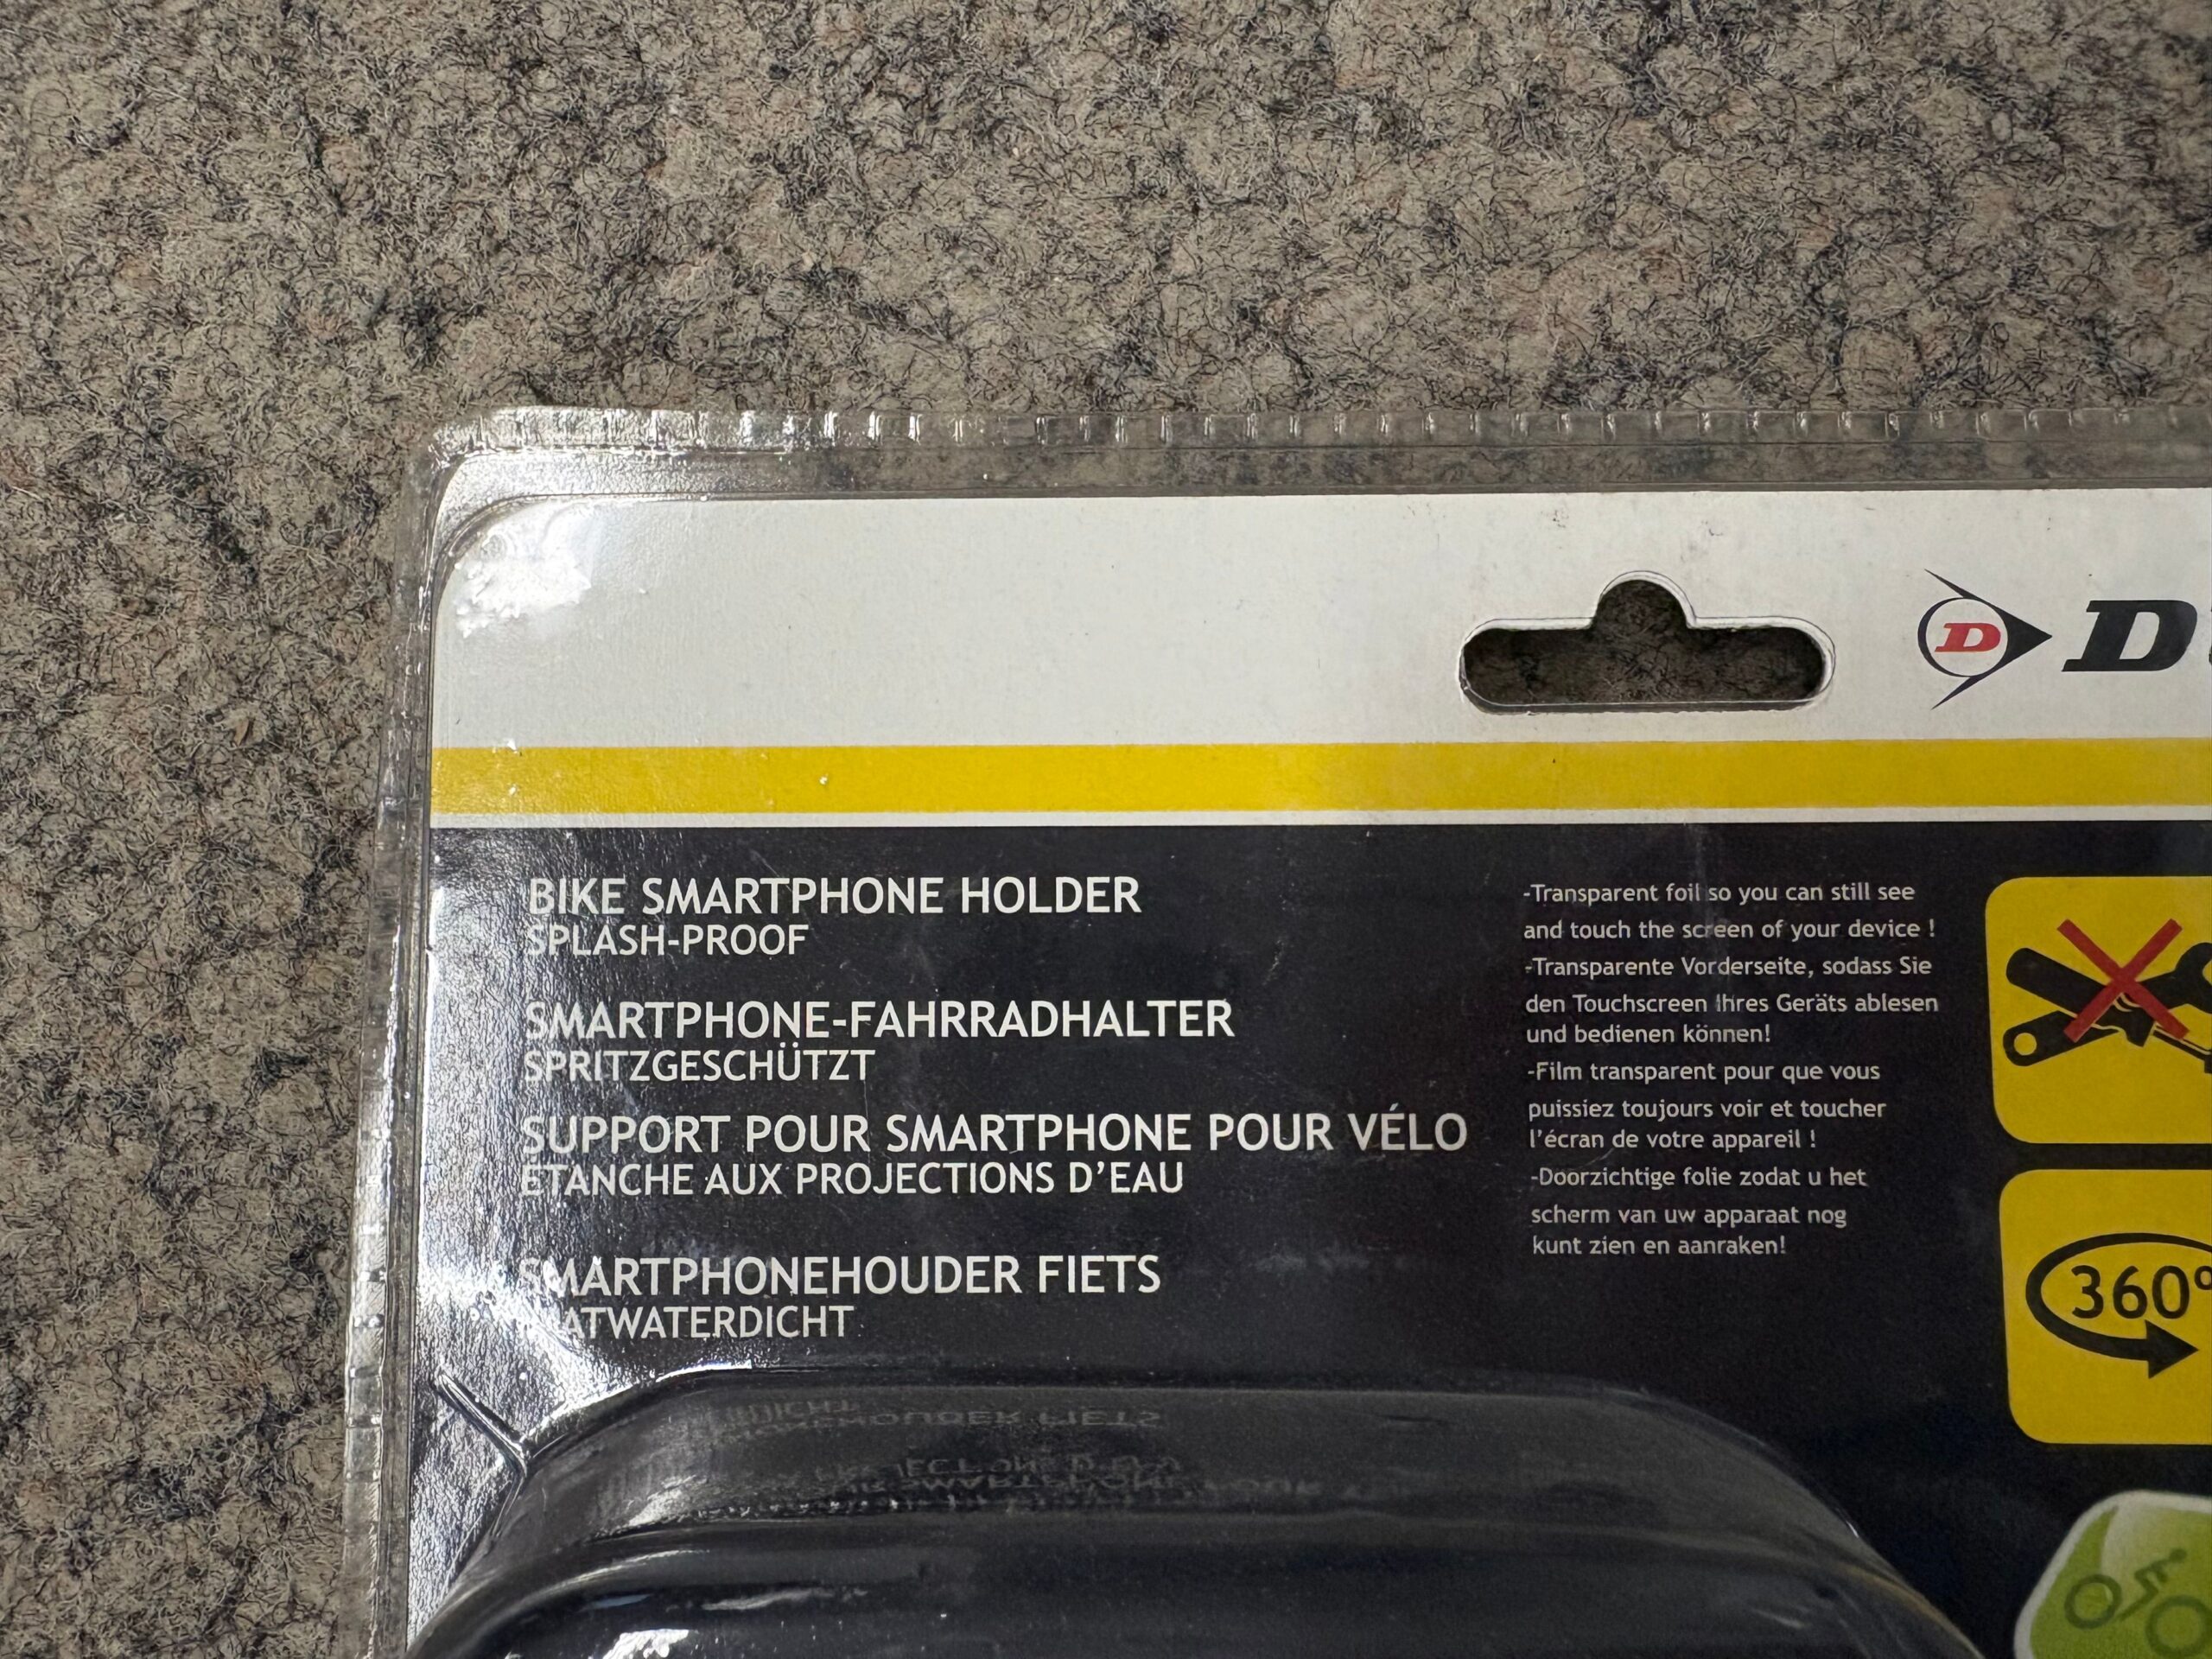 D
BIKE SMARTPHONE HOLDER
SPLASH-PROOF
SMARTPHONE-FAHRRADHALTER
SPRITZGESCHÜTZT
SUPPORT POUR SMARTPHONE POUR VÉLO
ÉTANCHE AUX PROJECTIONS D'EAU
SMARTPHONEHOUDER FIETS
-Transparent foil so you can still see
and touch the screen of your device !
-Transparente Vorderseite, sodass Sie
den Touchscreen Ihres Geräts ablesen
und bedienen können!
-Film transparent pour que vous
puissiez toujours voir et toucher
l'écran de votre appareil !
-Doorzichtige folie zodat u het
scherm van uw apparaat nog
kunt zien en aanraken!
360°